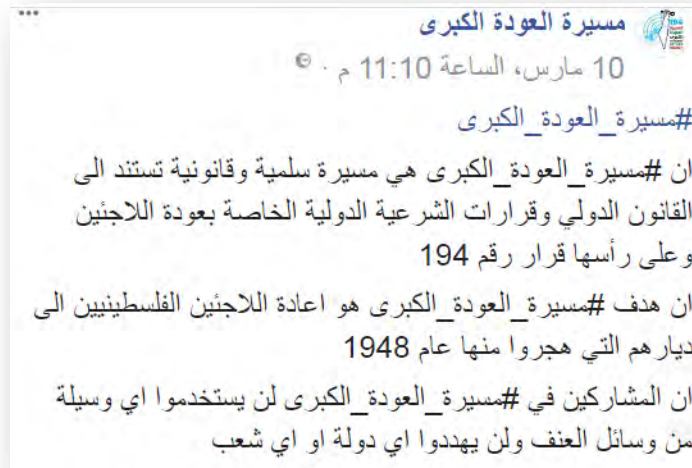 مسيرة العودة الكبرى
10 مارس، الساعة 11:10 م ·
#مسيرة_العودة_الكبرى
ان #مسيرة_العودة_الكبرى هي مسيرة سلمية وقانونية تستند الى
القانون الدولي وقرارات الشرعية الدولية الخاصة بعودة اللاجئين
وعلى رأسها قرار رقم 194
ان هدف #مسيرة_العودة_الكبرى هو اعادة اللاجئين الفلسطينيين الى
ديارهم التي هجروا منها عام 1948
ان المشاركين في #مسيرة_العودة_الكبرى لن يستخدموا اي وسيلة
من وسائل العنف ولن يهددوا اي دولة او اي شعب